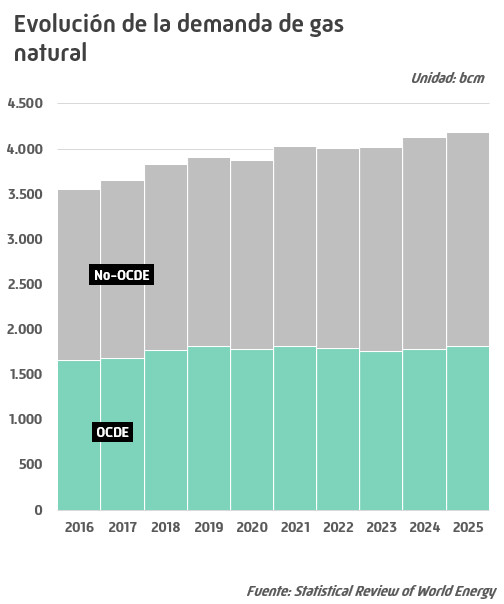 Evolución de la demanda de gas
natural
Unidad: bcm
4.500
4.000
3.500
3.000
2.500
2.000
1.500
1.000
500
0
No-OCDE
OCDE
2016 2017 2018 2019 2020 2021 2022 2023 2024 2025
Fuente: Statistical Review of World Energy